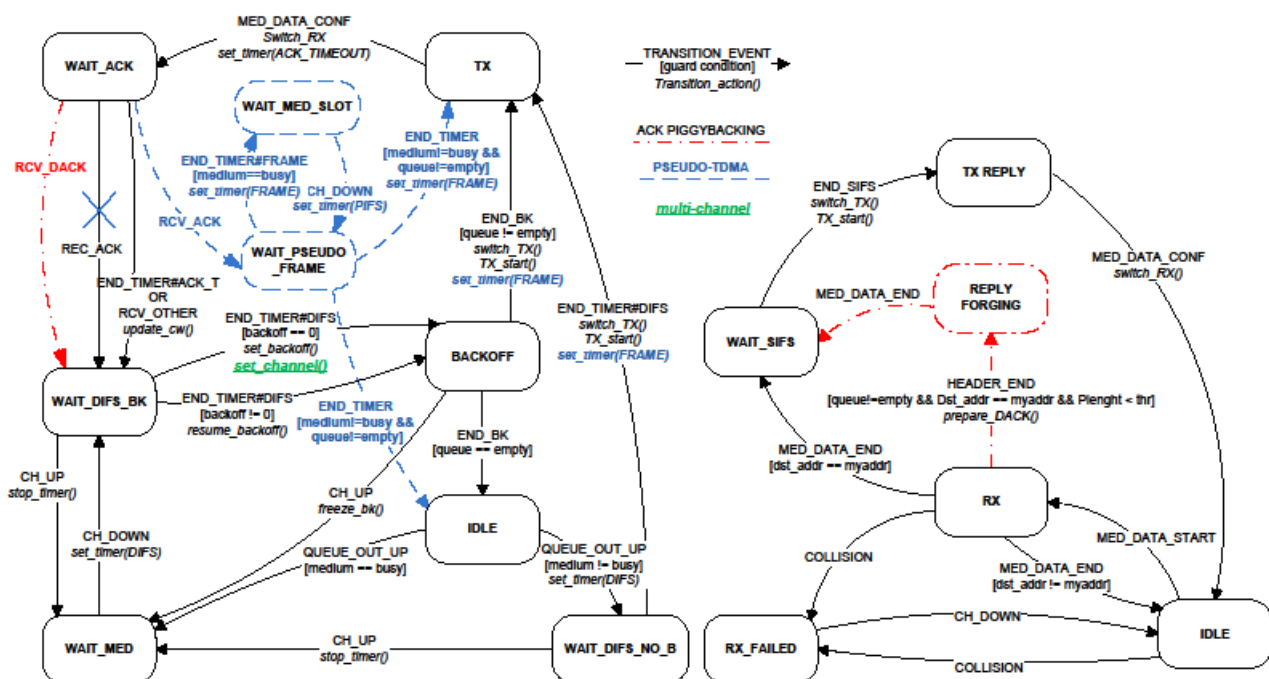 MED_DATA_CONF
Switch_RX
set_timer(ACK_TIMEOUT)
WAIT_ACK
TX
WAIT_MED_SLOT
RCV_DACK
END_TIMER#FRAME
[medium==busy]
set_timer(FRAME)
END_TIMER
[medium!=busy &&
queue!=empty]
set_timer(FRAME)
CH_DOWN
set_timer(PIFS)
RCV_ACK
REC_ACK
WAIT_PSEUDO
_FRAME
END_BK
[queue != empty]
switch_TX()
TX_start()
set_timer(FRAME)
END_TIMER#ACK_T
OR
RCV_OTHER
update_cw()
END_TIMER#DIFS
[backoff == 0]
set_backoff()
set_channel()
END_TIMER#DIFS
switch_TX()
TX_start()
set_timer(FRAME)
BACKOFF
WAIT_DIFS_BK
END_TIMER#DIFS
[backoff != 0]
resume_backoff()
END_TIMER
[medium!=busy &&
queue!=empty]
END_BK
[queue == empty]
CH_UP
stop_timer()
CH_UP
freeze_bk()
IDLE
CH_DOWN
set_timer(DIFS)
QUEUE_OUT_UP
[medium == busy]
QUEUE_OUT_UP
[medium != busy]
set_timer(DIFS)
WAIT_MED
CH_UP
stop_timer()
WAIT_DIFS_NO_B
TRANSITION_EVENT
[guard condition]
Transition_action()
ACK PIGGYBACKING
PSEUDO-TDMA
multi-channel
TX REPLY
END_SIFS
switch_TX()
TX_start()
MED_DATA_CONF
switch_RX()
MED_DATA_END
REPLY
FORGING
WAIT_SIFS
HEADER_END
[queue!=empty && Dst_addr == myaddr && Plenght < thr]
prepare_DACK()
MED_DATA_END
[dst_addr == myaddr]
RX
MED_DATA_START
COLLISION
MED_DATA_END
[dst_addr != myaddr]
CH_DOWN
IDLE
RX_FAILED
COLLISION